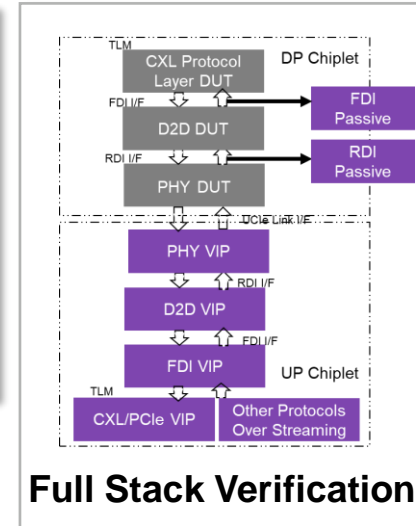 TLM
CXL Protocol
Layer DUT
DP Chiplet
FDI I/F
FDI
Passive
D2D DUT
RDI I/F
RDI
Passive
PHY DUT
UCIe Link I/F
PHY VIP
RDI I/F
D2D VIP
FDI I/F
FDI VIP
UP Chiplet
TLM
CXL/PCIe VIP
Other Protocols
Over Streaming
Full Stack Verification